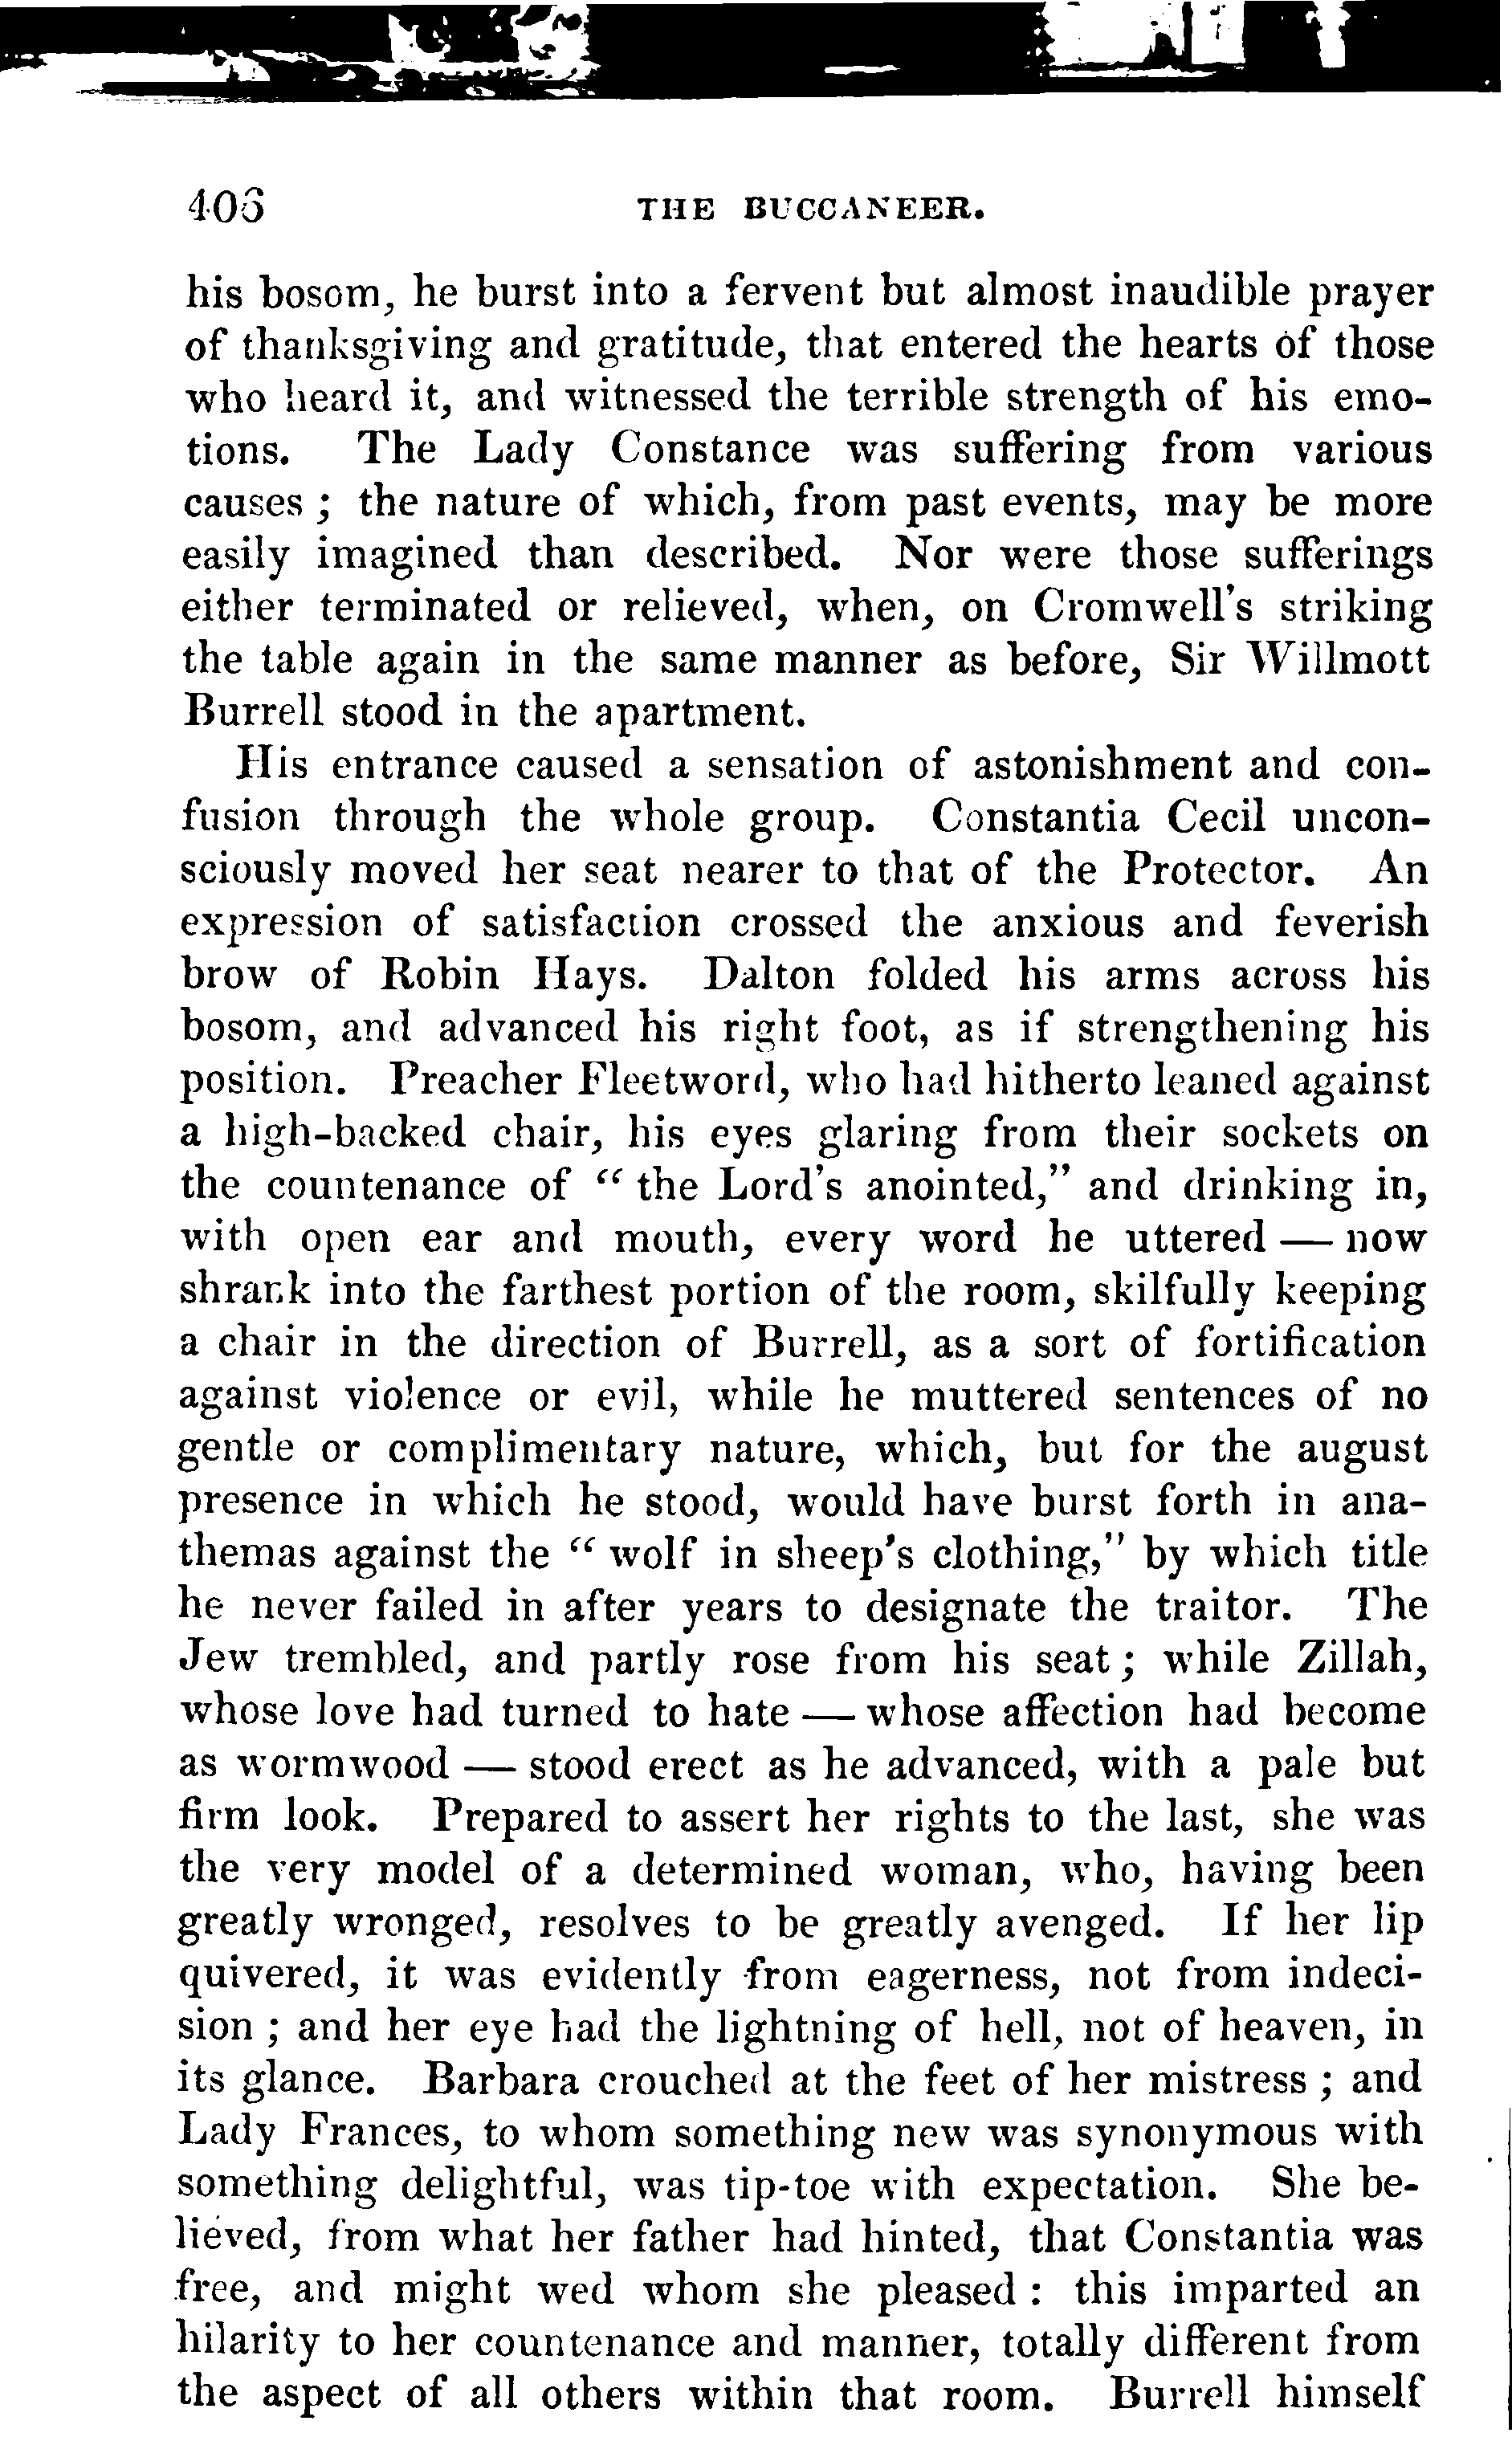 406 THE BUCCANEER.
his bosom, he burst into a fervent but almost inaudible prayer
of thanksgiving and gratitude, that entered the hearts of those
who heard it, and witnessed the terrible strength of his emo-
tions. The Lady Constance was suffering from various
causes ; the nature of which, from past events, may be more
easily imagined than described. Nor were those sufferings
either terminated or relieved, when, on Cromwell's striking
the table again in the same manner as before, Sir Willmott
Burrell stood in the apartment.
His entrance caused a sensation of astonishment and con-
fusion through the whole group. Constantia Cecil uncon-
sciously moved her seat nearer to that of the Protector. An
expression of satisfaction crossed the anxious and feverish
brow of Robin Hays. Dalton folded his arms across his
bosom, and advanced his right foot, as if strengthening his
position. Preacher Fleetword, who had hitherto leaned against
a high-backed chair, his eyes glaring from their sockets on
the countenance of " the Lord's anointed," and drinking in,
with open ear and mouth, every word he uttered — now
shrank into the farthest portion of the room, skilfully keeping
a chair in the direction of Burrell, as a sort of fortification
against violence or evil, while he muttered sentences of no
gentle or complimentary nature, which, but for the august
presence in which he stood, would have burst forth in ana-
themas against the " wolf in sheep's clothing," by which title
he never failed in after years to designate the traitor. The
Jew trembled, and partly rose from his seat ; while Zillah,
whose love had turned to hate — whose affection had become
as wormwood — stood erect as he advanced, with a pale but
firm look. Prepared to assert her rights to the last, she was
the very model of a determined woman, who, having been
greatly wronged, resolves to be greatly avenged. If her lip
quivered, it was evidently from eagerness, not from indeci-
sion ; and her eye had the lightning of hell, not of heaven, in
its glance. Barbara crouched at the feet of her mistress ; and
Lady Frances, to whom something new was synonymous with
something delightful, was tip-toe with expectation. She be-
lieved, from what her father had hinted, that Constantia was
free, and might wed whom she pleased : this imparted an
hilarity to her countenance and manner, totally different from
the aspect of all others within that room. Burrell himself